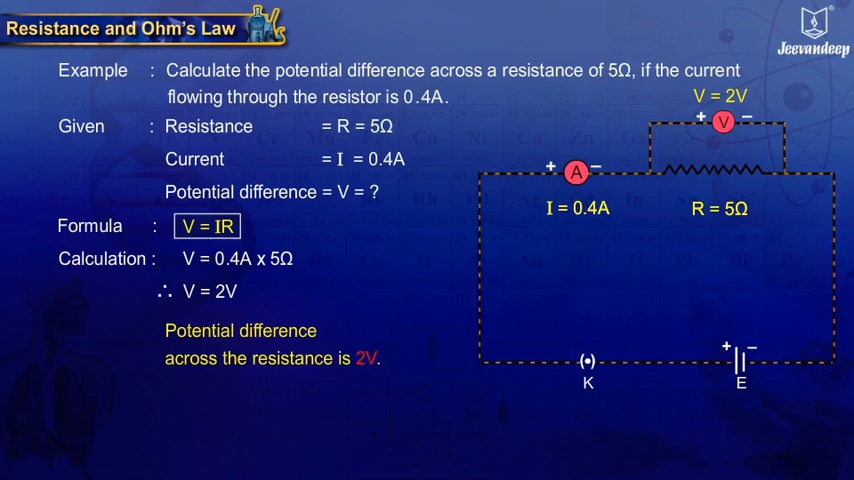 Resistance and Ohm's Law
Jeevandeep
Example : Calculate the potential difference across a resistance of 5Ω, if the current
flowing through the resistor is 0.4A.
V = 2V
+ V −
Given : Resistance = R = 5Ω
Current = I = 0.4A
+ A −
Potential difference = V = ?
I = 0.4A R = 5Ω
Formula : V = IR
Calculation : V = 0.4A x 5Ω
∴ V = 2V
Potential difference
across the resistance is 2V.
+ −
K E